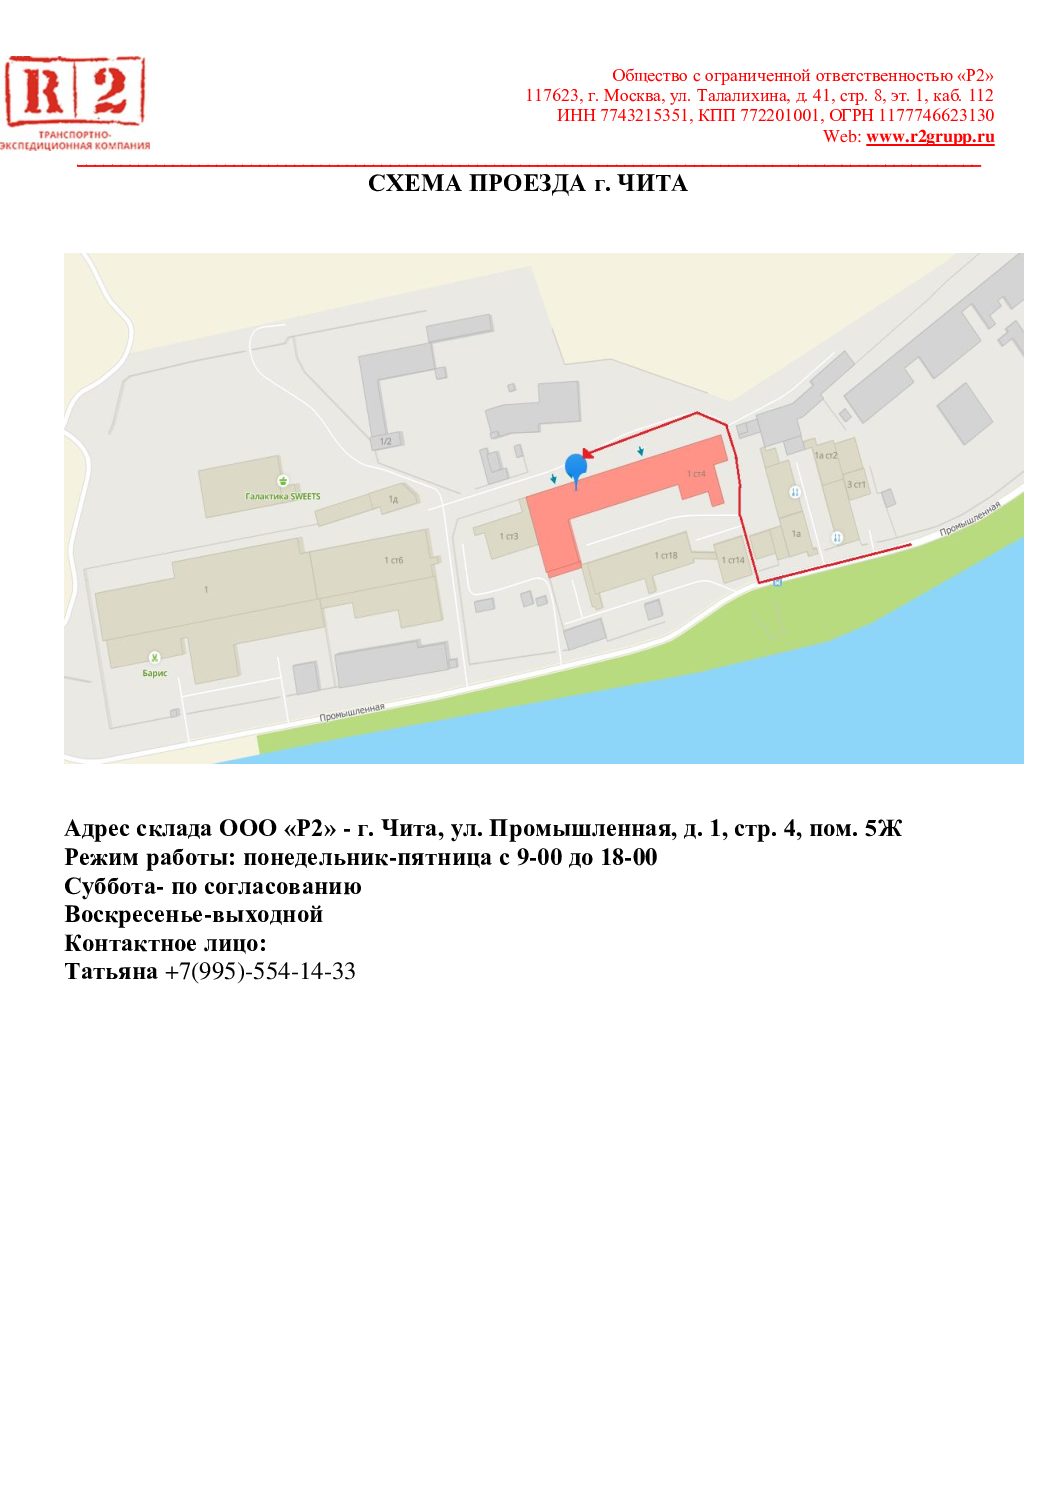 R 2
ТРАНСПОРТНО-
ЭКСПЕДИЦИОННАЯ КОМПАНИЯ
Общество с ограниченной ответственностью «Р2»
117623, г. Москва, ул. Талалихина, д. 41, стр. 8, эт. 1, каб. 112
ИНН 7743215351, КПП 772201001, ОГРН 1177746623130
Web: www.r2grupp.ru
СХЕМА ПРОЕЗДА г. ЧИТА
1/2
Галактика SWEETS
1д
1 ст4
1а ст2
3 ст1
Промышленная
1 ст3
1а
1 ст18
1 ст14
1 ст6
1
Барис
Промышленная
Адрес склада ООО «Р2» - г. Чита, ул. Промышленная, д. 1, стр. 4, пом. 5Ж
Режим работы: понедельник-пятница с 9-00 до 18-00
Суббота- по согласованию
Воскресенье-выходной
Контактное лицо:
Татьяна +7(995)-554-14-33